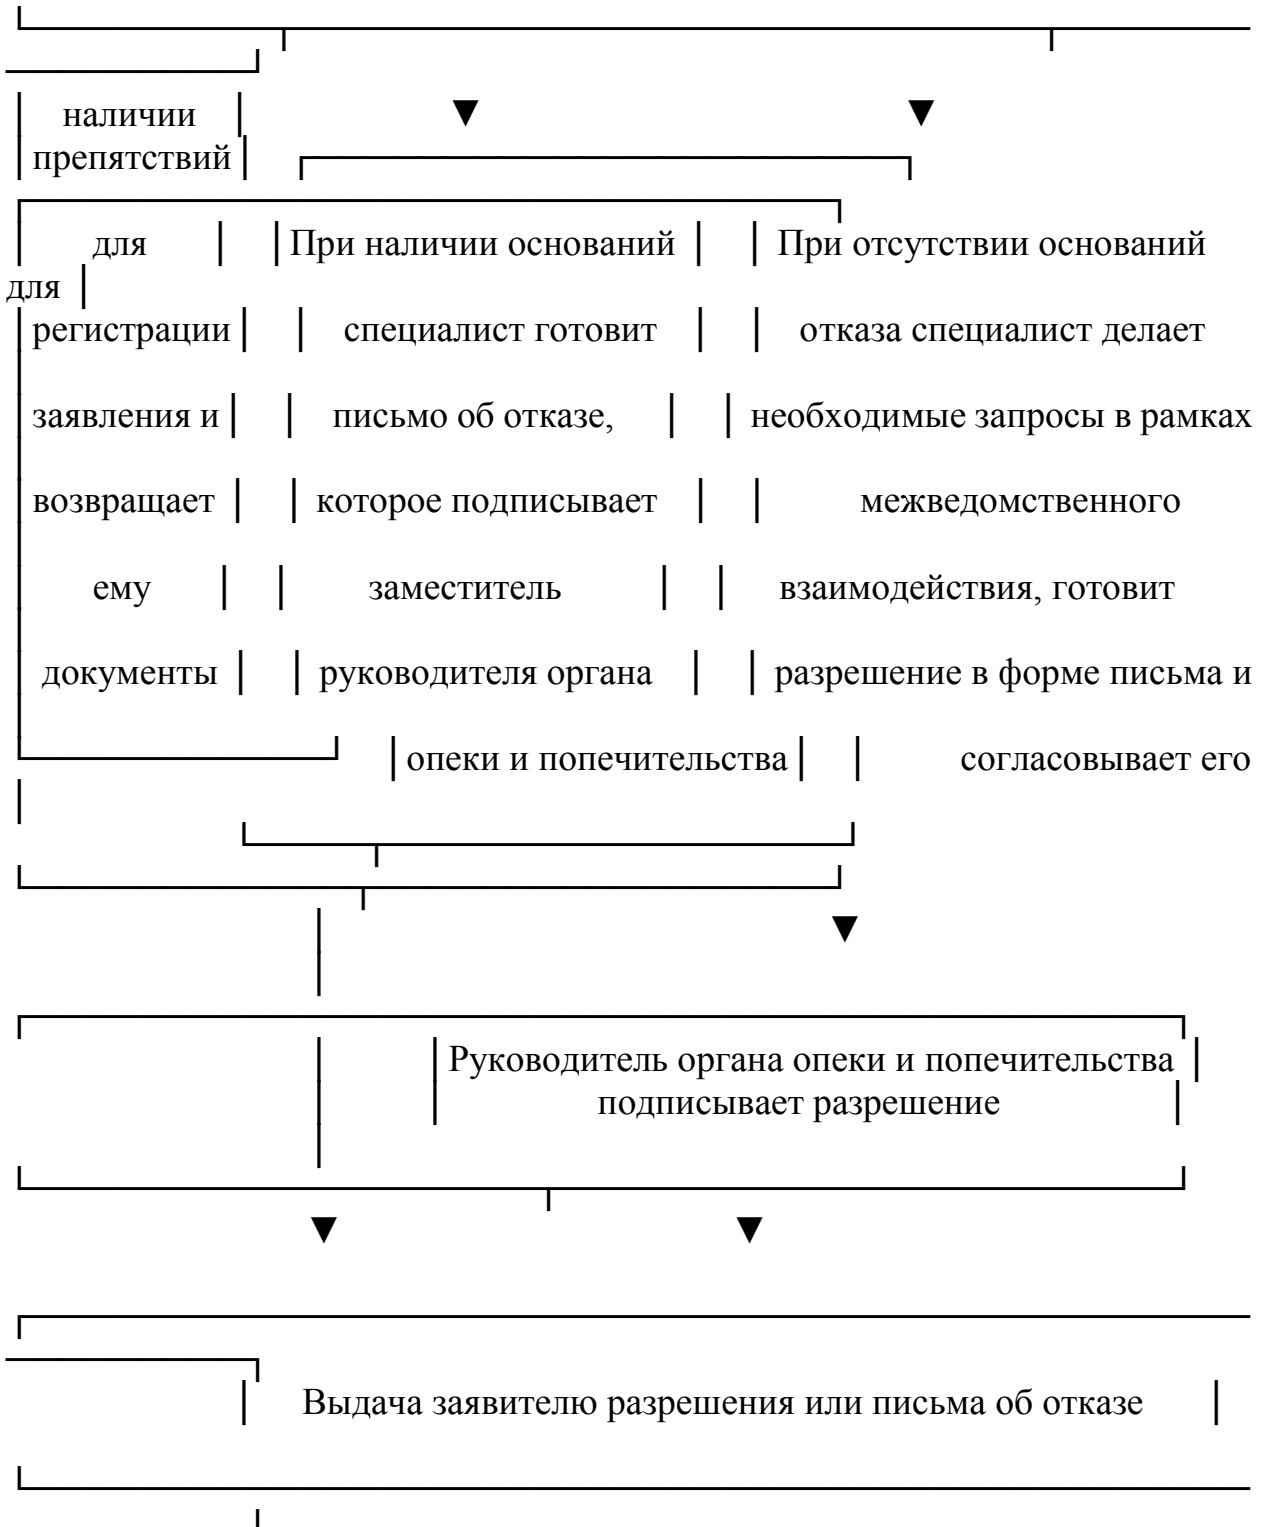 наличии ▼ ▼
препятствий
для При наличии оснований При отсутствии оснований
для
регистрации специалист готовит отказа специалист делает
заявления и письмо об отказе, необходимые запросы в рамках
возвращает которое подписывает межведомственного
ему заместитель взаимодействия, готовит
документы руководителя органа разрешение в форме письма и
опеки и попечительства согласовывает его
▼
Руководитель органа опеки и попечительства
подписывает разрешение
▼ ▼
Выдача заявителю разрешения или письма об отказе